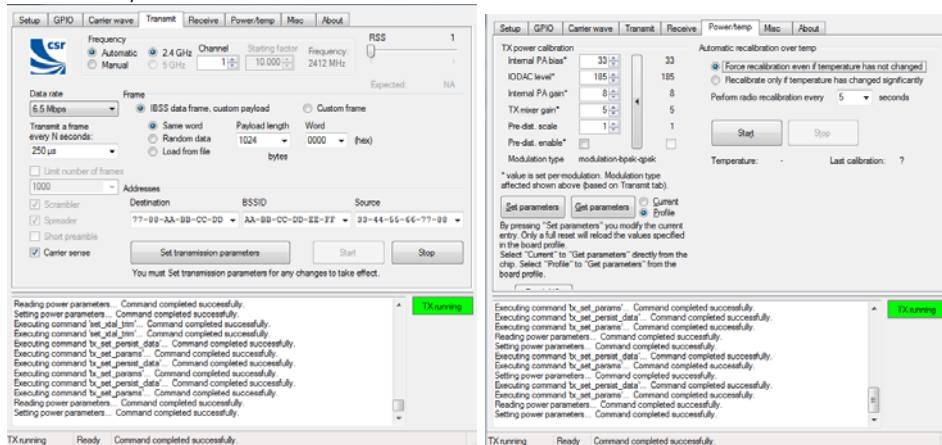 Setup GPIO Carrier wave Transmit Receive Power/temp Misc About
CSR
Frequency
Automatic 2.4 GHz Channel Starting factor Frequency:
Manual 5 GHz 1 10.000 2412 MHz
RSS 1
Expected: NA
Data rate
6.5 Mbps
Frame
IBSS data frame, custom payload Custom frame
Transmit a frame
every N seconds:
250 µs
Same word Payload length Word
Random data 1024 0000 (hex)
Load from file bytes
Limit number of frames
1000
Scrambler
Spreader
Short preamble
Carrier sense
Addresses
Destination BSSID Source
77-88-AA-BB-CC-DD AA-BB-CC-DD-EE-FF 33-44-55-66-77-88
Set transmission parameters Start Stop
You must Set transmission parameters for any changes to take effect.
Reading power parameters... Command completed successfully.
Setting power parameters... Command completed successfully.
Executing command 'set_xtal_trim'... Command completed successfully.
Executing command 'set_xtal_trim'... Command completed successfully.
Executing command 'tx_set_persist_data'... Command completed successfully.
Executing command 'tx_set_params'... Command completed successfully.
Executing command 'tx_set_persist_data'... Command completed successfully.
Executing command 'tx_set_params'... Command completed successfully.
Executing command 'tx_set_persist_data'... Command completed successfully.
Executing command 'tx_set_params'... Command completed successfully.
Reading power parameters... Command completed successfully.
Setting power parameters... Command completed successfully.
TX running
TX running Ready Command completed successfully.
Setup GPIO Carrier wave Transmit Receive Power/temp Misc About
TX power calibration
Internal PA bias* 33 33
IODAC level* 185 185
Internal PA gain* 8 8
TX mixer gain* 5 5
Pre-dist. scale 1 1
Pre-dist. enable*
Modulation type modulation-bpsk-qpsk
* value is set per-modulation. Modulation type
affected shown above (based on Transmit tab).
Set parameters Get parameters Current
Profile
By pressing "Set parameters" you modify the current
entry. Only a full reset will reload the values specified
in the board profile.
Select "Current" to "Get parameters" directly from the
chip. Select "Profile" to "Get parameters" from the
board profile.
Automatic recalibration over temp
Force recalibration even if temperature has not changed
Recalibrate only if temperature has changed significantly
Perform radio recalibration every 5 seconds
Start Stop
Temperature: - Last calibration: ?
Executing command 'tx_set_params'... Command completed successfully.
Executing command 'tx_set_persist_data'... Command completed successfully.
Executing command 'tx_set_params'... Command completed successfully.
Reading power parameters... Command completed successfully.
Setting power parameters... Command completed successfully.
Executing command 'tx_set_persist_data'... Command completed successfully.
Executing command 'tx_set_params'... Command completed successfully.
Setting power parameters... Command completed successfully.
Executing command 'tx_set_persist_data'... Command completed successfully.
Executing command 'tx_set_params'... Command completed successfully.
Reading power parameters... Command completed successfully.
Setting power parameters... Command completed successfully.
TX running
TX running Ready Command completed successfully.